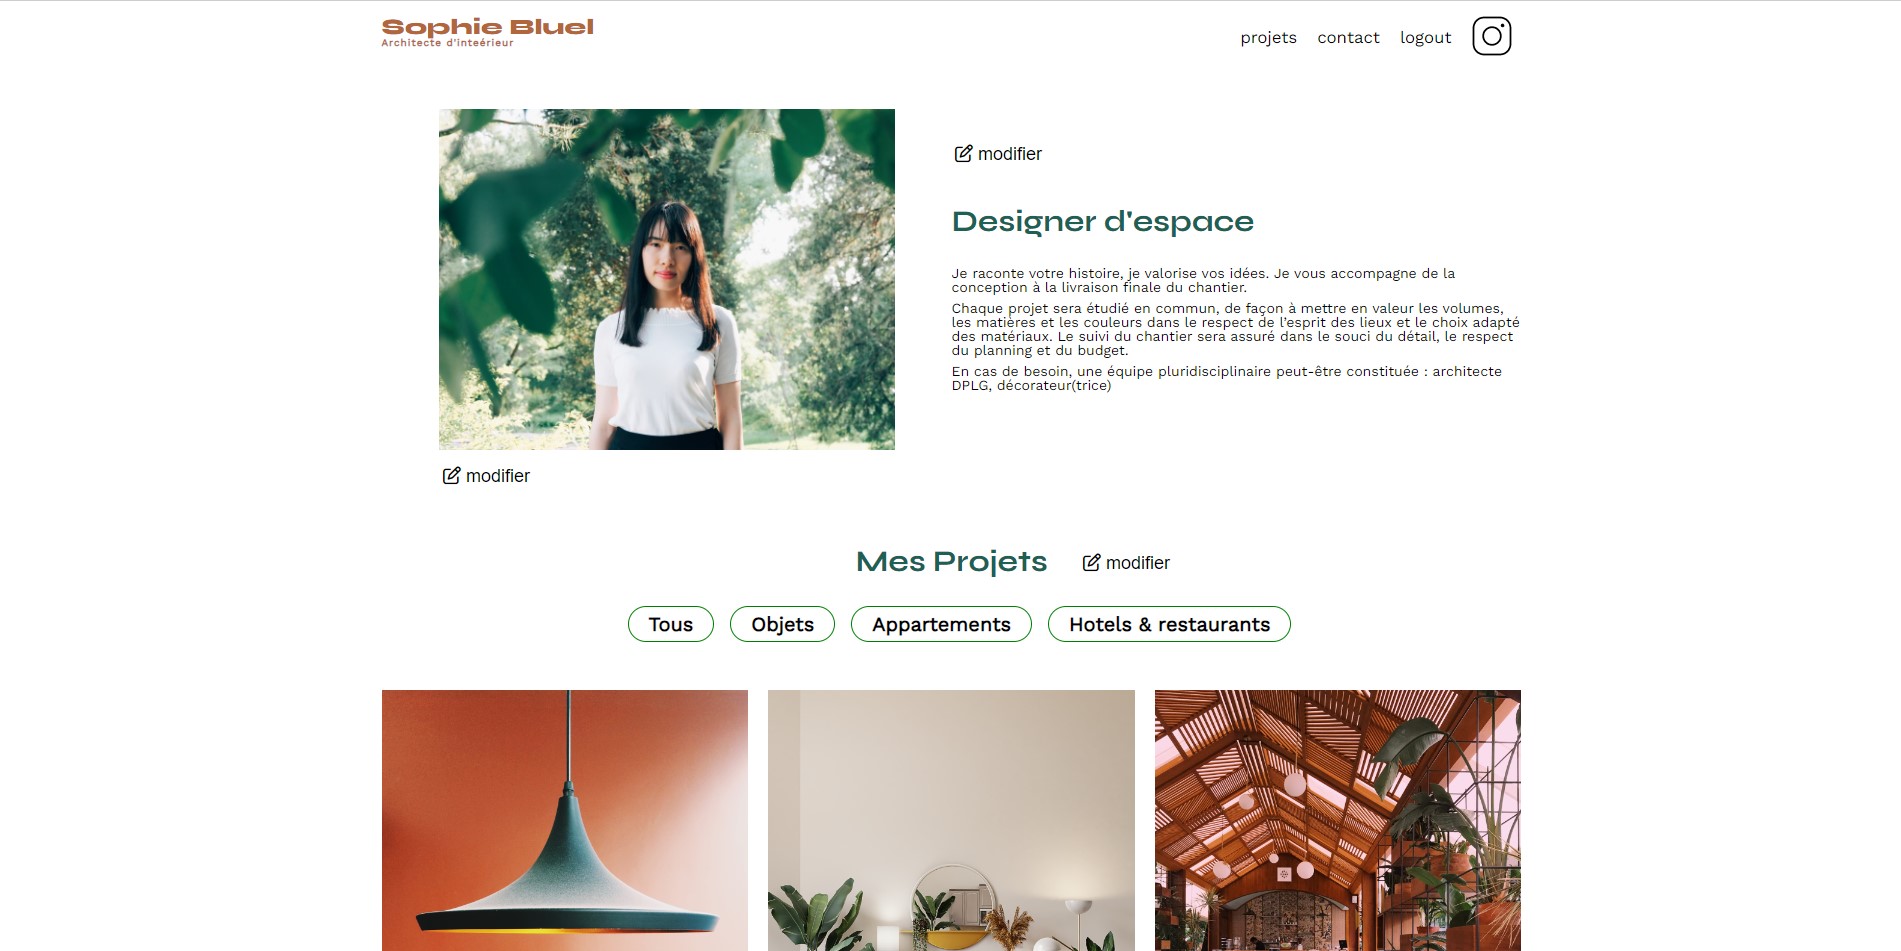 Sophie Bluel
Architecte d'inteérieur
projets contact logout
modifier
Designer d'espace
Je raconte votre histoire, je valorise vos idées. Je vous accompagne de la
conception à la livraison finale du chantier.
Chaque projet sera étudié en commun, de façon à mettre en valeur les volumes,
les matières et les couleurs dans le respect de l'esprit des lieux et le choix adapté
des matériaux. Le suivi du chantier sera assuré dans le souci du détail, le respect
du planning et du budget.
En cas de besoin, une équipe pluridisciplinaire peut-être constituée : architecte
DPLG, décorateur(trice)
modifier
Mes Projets modifier
Tous Objets Appartements Hotels & restaurants